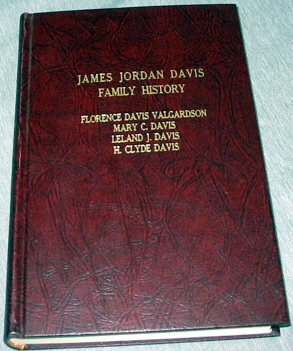 JAMES JORDAN DAVIS
FAMILY HISTORY
FLORENCE DAVIS VALGARDSON
MARY C. DAVIS
LELAND J. DAVIS
H. CLYDE DAVIS